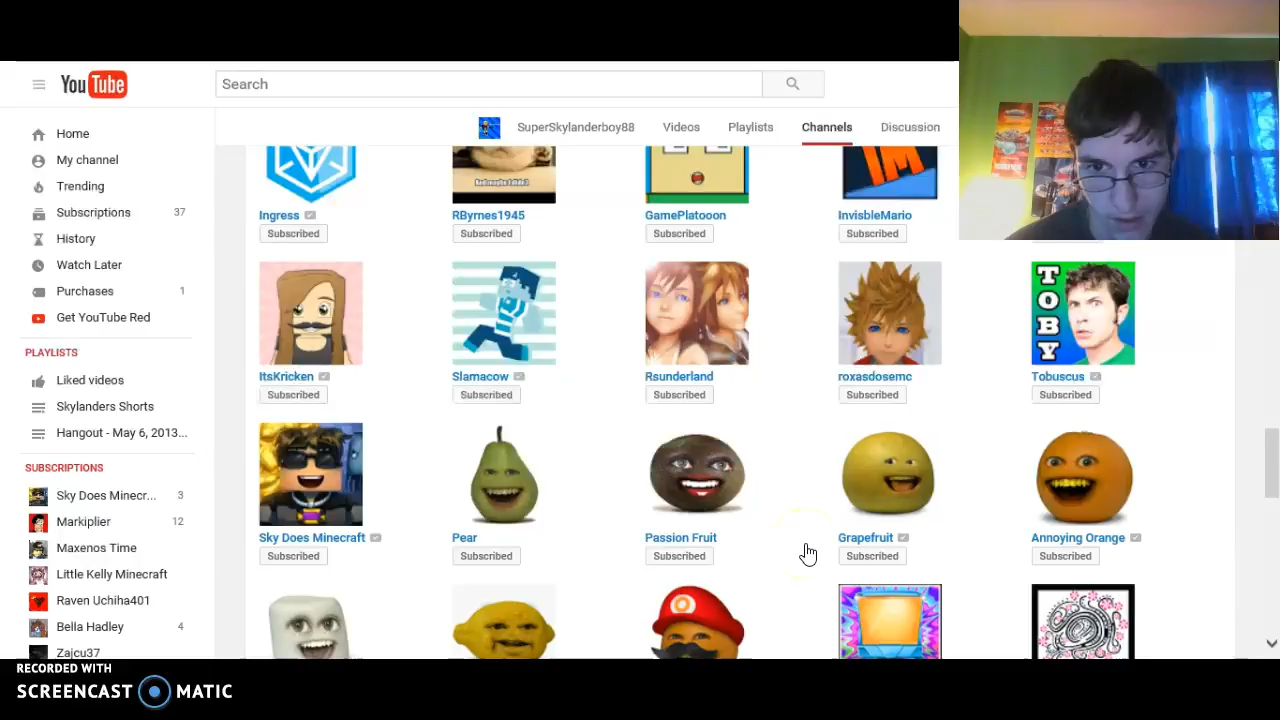 YouTube
Search
SuperSkylanderboy88 Videos Playlists Channels Discussion
Home
My channel
Trending
Subscriptions 37
History
Watch Later
Purchases 1
Get YouTube Red
PLAYLISTS
Liked videos
Skylanders Shorts
Hangout - May 6, 2013...
SUBSCRIPTIONS
Sky Does Minecr... 3
Markiplier 12
Maxenos Time
Little Kelly Minecraft
Raven Uchiha401
Bella Hadley 4
Zajcu37
IM
Ingress RByrnes1945 GamePlatooon InvisbleMario
Subscribed Subscribed Subscribed Subscribed
TOBY
ItsKricken Slamacow Rsunderland roxasdosemc Tobuscus
Subscribed Subscribed Subscribed Subscribed Subscribed
Sky Does Minecraft Pear Passion Fruit Grapefruit Annoying Orange
Subscribed Subscribed Subscribed Subscribed Subscribed
RECORDED WITH
SCREENCAST MATIC